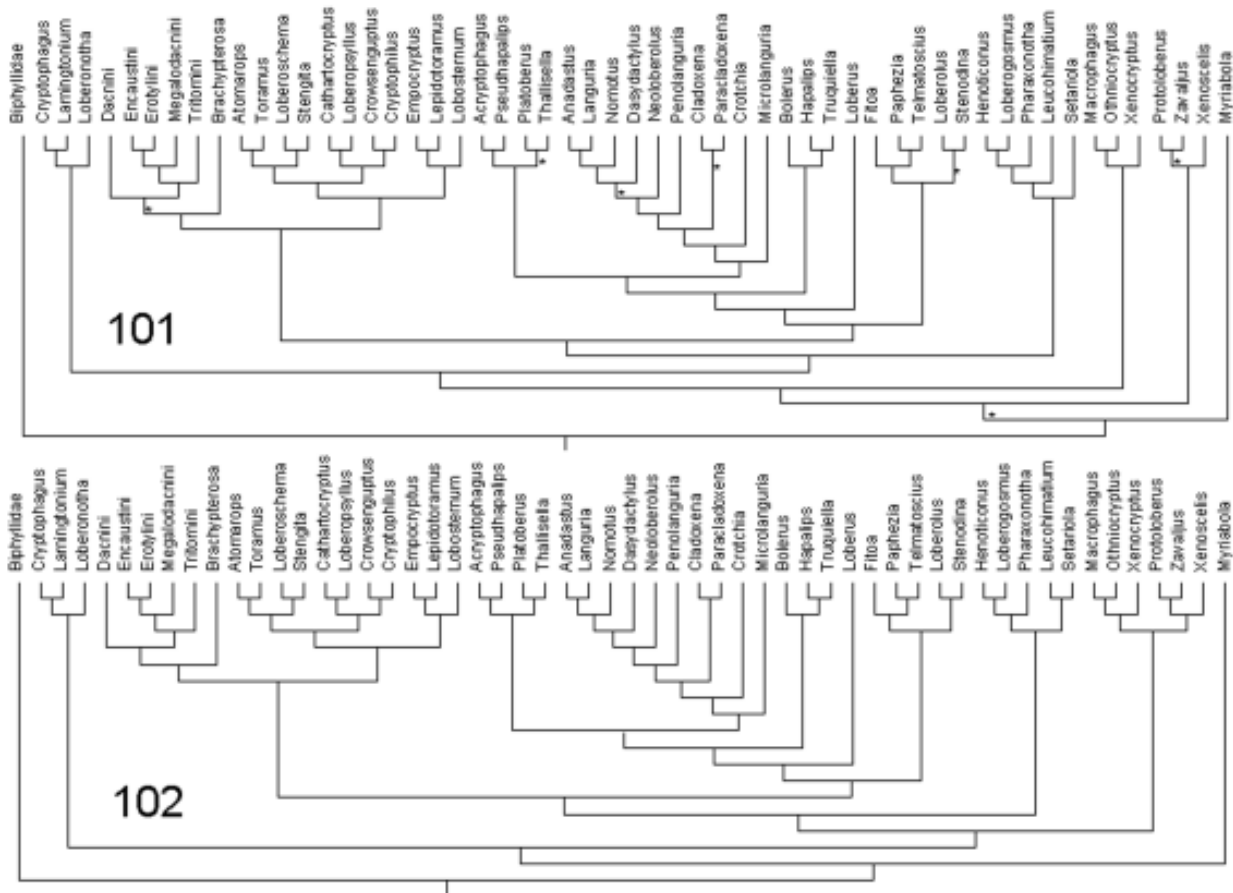 Biphyllidae
Cryptophagus
Lamingtonium
Loberonotha
Dacnini
Encaustini
Erotylini
Megalodacnini
Tritomini
Brachypterosa
Atomarops
Toramus
Loberoschema
Stengita
Cathartocryptus
Loberopsyllus
Crowsenguptus
Cryptophilus
Empocryptus
Lepidotoramus
Lobosternum
Acryptophagus
Pseudhapalips
Platoberus
Thallisella
Anadastus
Languria
Nomotus
Dasydactylus
Neoloberolus
Penolanguria
Cladoxena
Paracladoxena
Crotchia
Microlanguria
Bolerus
Hapalips
Truquiella
Loberus
Fitoa
Paphezia
Telmatoscius
Loberolus
Stenodina
Henoticonus
Loberogosmus
Pharaxonotha
Leucohimatium
Setariola
Macrophagus
Othniocryptus
Xenocryptus
Protoloberus
Zavaljus
Xenoscelis
Myriabola
*
*
*
*
*
*
*
101
Biphyllidae
Cryptophagus
Lamingtonium
Loberonotha
Dacnini
Encaustini
Erotylini
Megalodacnini
Tritomini
Brachypterosa
Atomarops
Toramus
Loberoschema
Stengita
Cathartocryptus
Loberopsyllus
Crowsenguptus
Cryptophilus
Empocryptus
Lepidotoramus
Lobosternum
Acryptophagus
Pseudhapalips
Platoberus
Thallisella
Anadastus
Languria
Nomotus
Dasydactylus
Neoloberolus
Penolanguria
Cladoxena
Paracladoxena
Crotchia
Microlanguria
Bolerus
Hapalips
Truquiella
Loberus
Fitoa
Paphezia
Telmatoscius
Loberolus
Stenodina
Henoticonus
Loberogosmus
Pharaxonotha
Leucohimatium
Setariola
Macrophagus
Othniocryptus
Xenocryptus
Protoloberus
Zavaljus
Xenoscelis
Myriabola
102